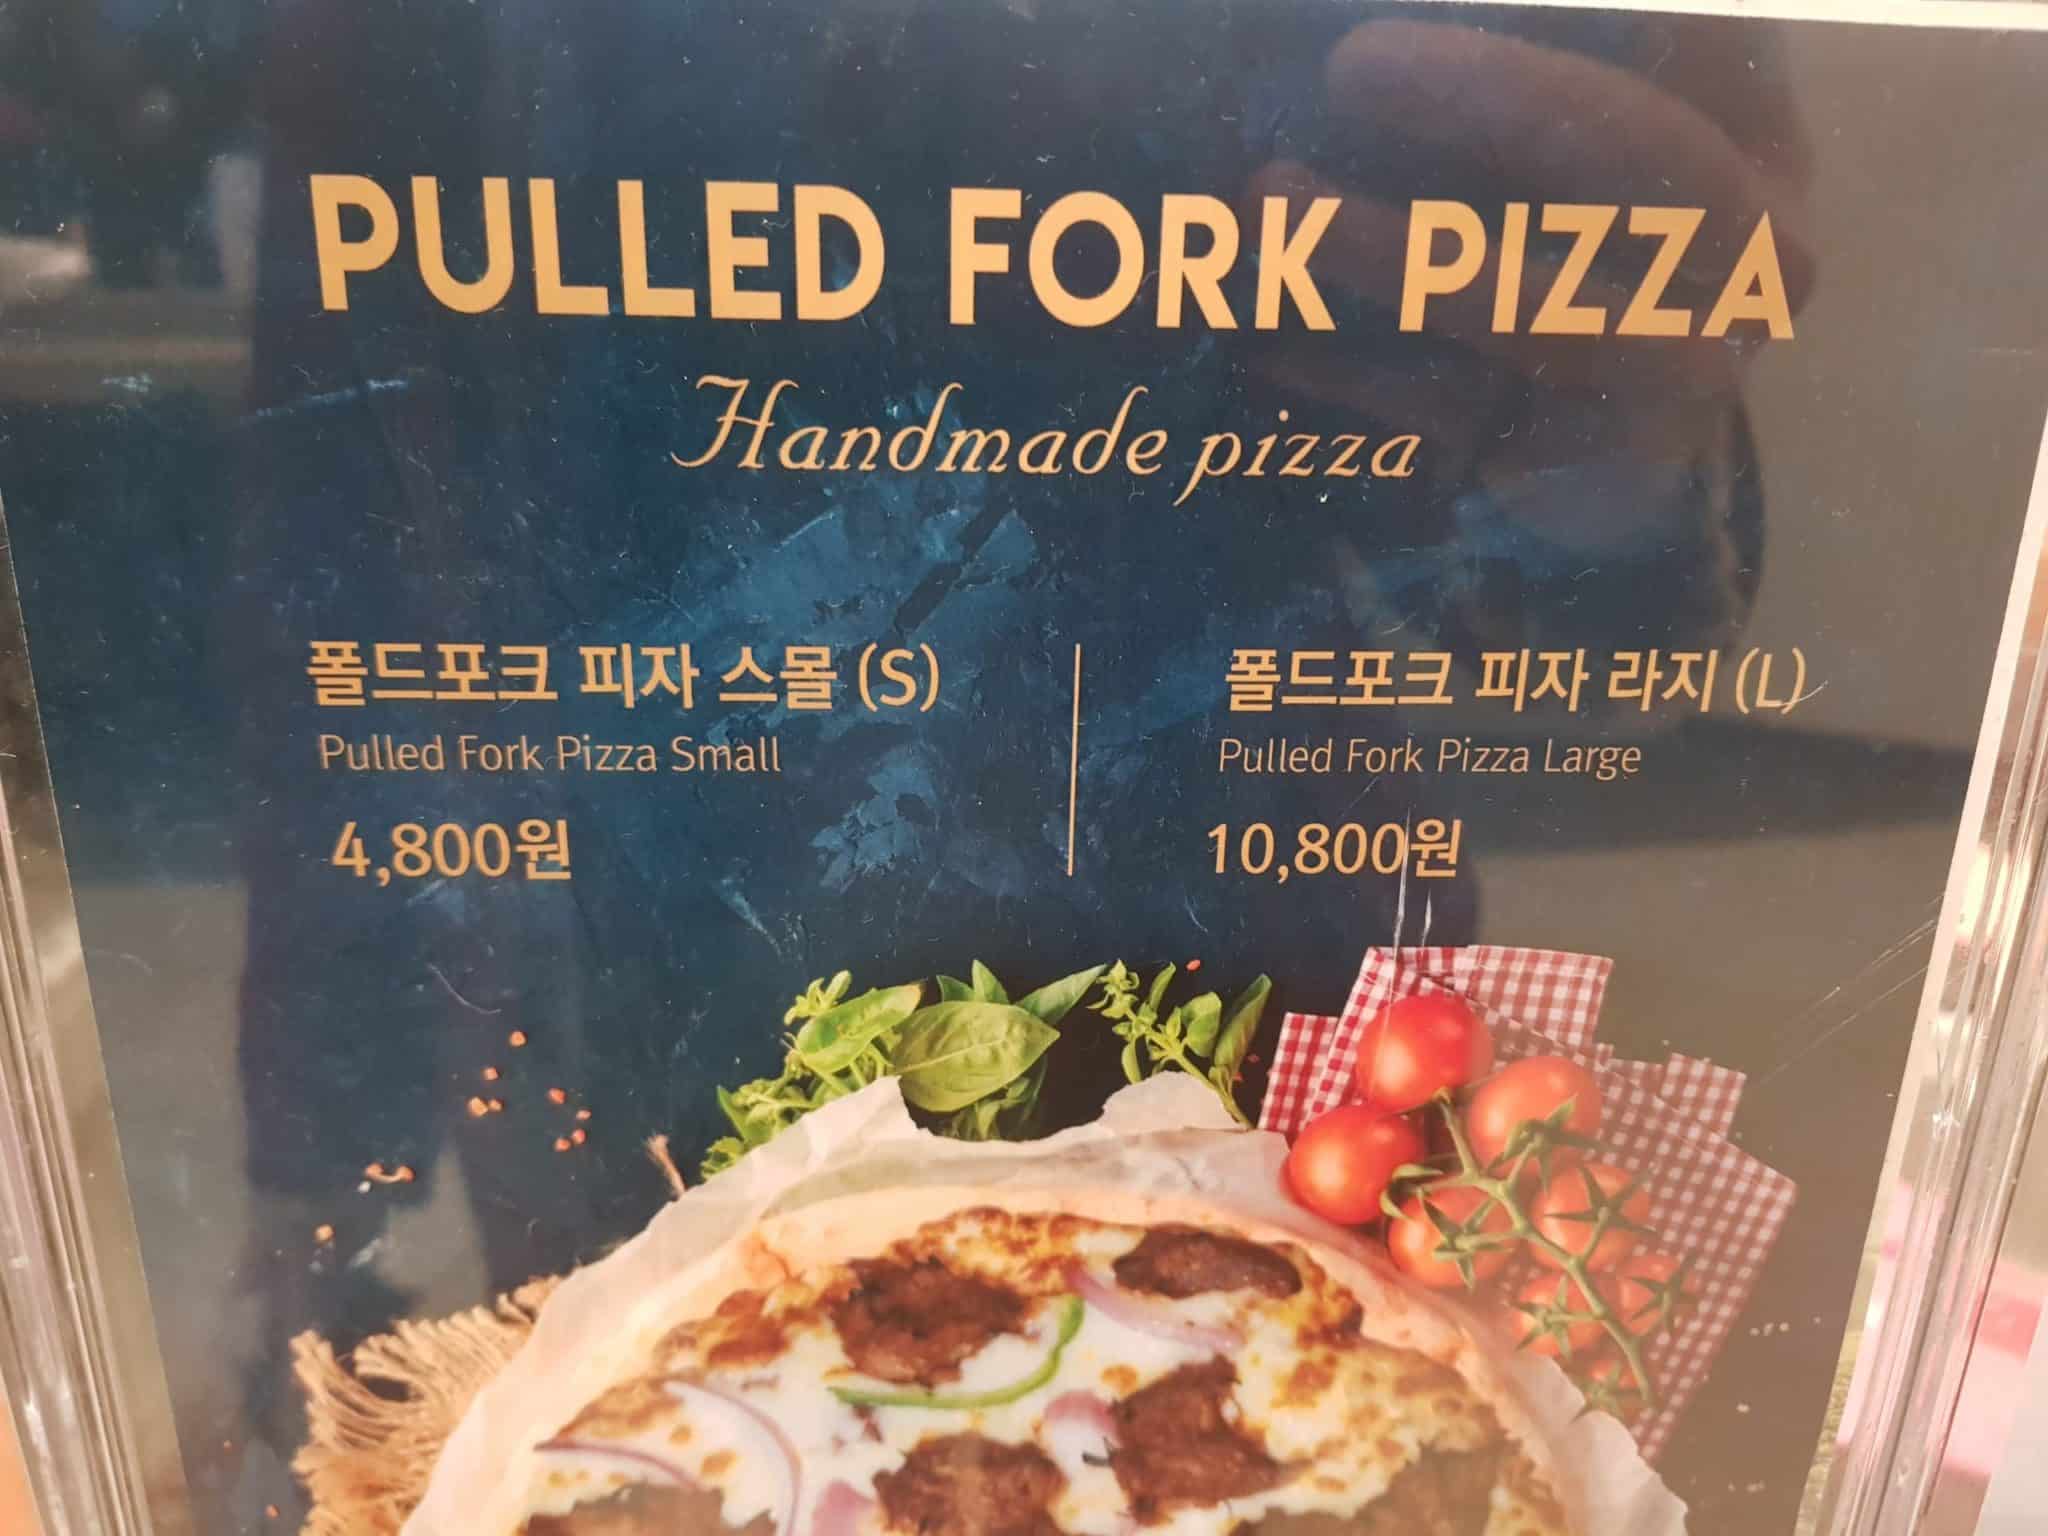 PULLED FORK PIZZA
Handmade pizza
폴드포크 피자 스몰 (S)
Pulled Fork Pizza Small
4,800원
폴드포크 피자 라지 (L)
Pulled Fork Pizza Large
10,800원